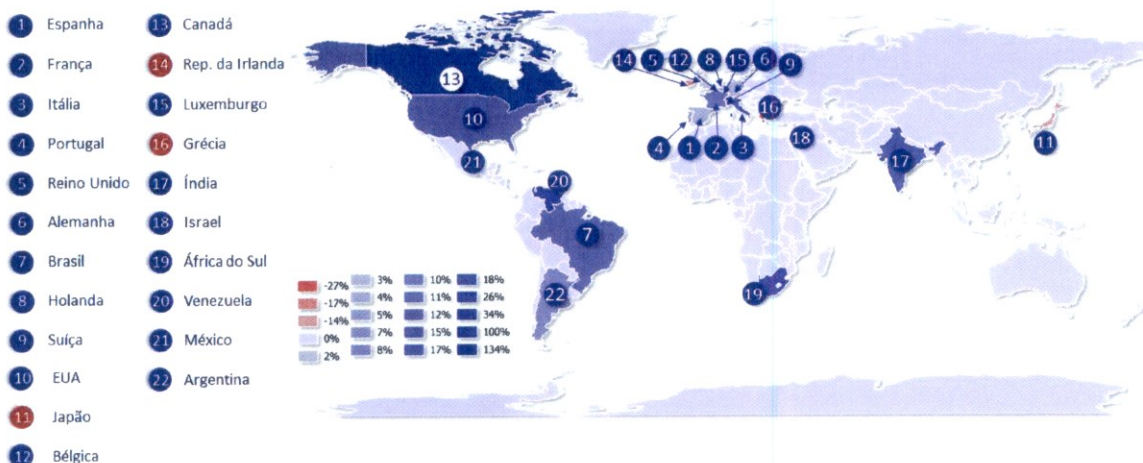 1 Espanha
2 França
3 Itália
4 Portugal
5 Reino Unido
6 Alemanha
7 Brasil
8 Holanda
9 Suíça
10 EUA
11 Japão
12 Bélgica
13 Canadá
14 Rep. da Irlanda
15 Luxemburgo
16 Grécia
17 Índia
18 Israel
19 África do Sul
20 Venezuela
21 México
22 Argentina
13
10
21
20
7
22
14 5 12 8 15 6 9
16
4 1 2 3
18
17
11
19
-27%
-17%
-14%
0%
2%
3%
4%
5%
7%
8%
10%
11%
12%
15%
17%
18%
26%
34%
100%
134%